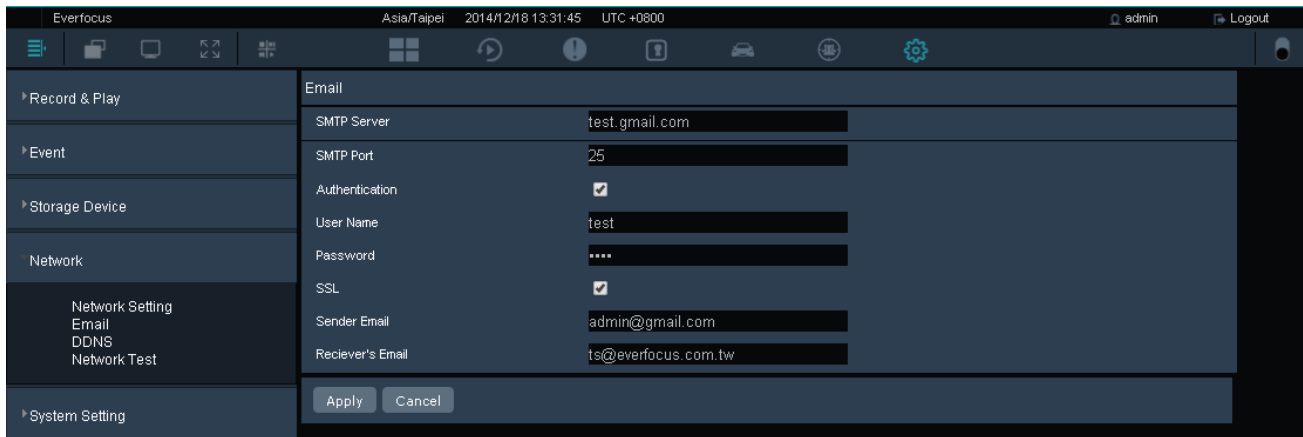 Everfocus Asia/Taipei 2014/12/18 13:31:45 UTC +0800 admin Logout
Record & Play
Event
Storage Device
Network
Network Setting
Email
DDNS
Network Test
System Setting
Email
SMTP Server test.gmail.com
SMTP Port 25
Authentication
User Name test
Password ••••
SSL
Sender Email admin@gmail.com
Reciever's Email ts@everfocus.com.tw
Apply Cancel